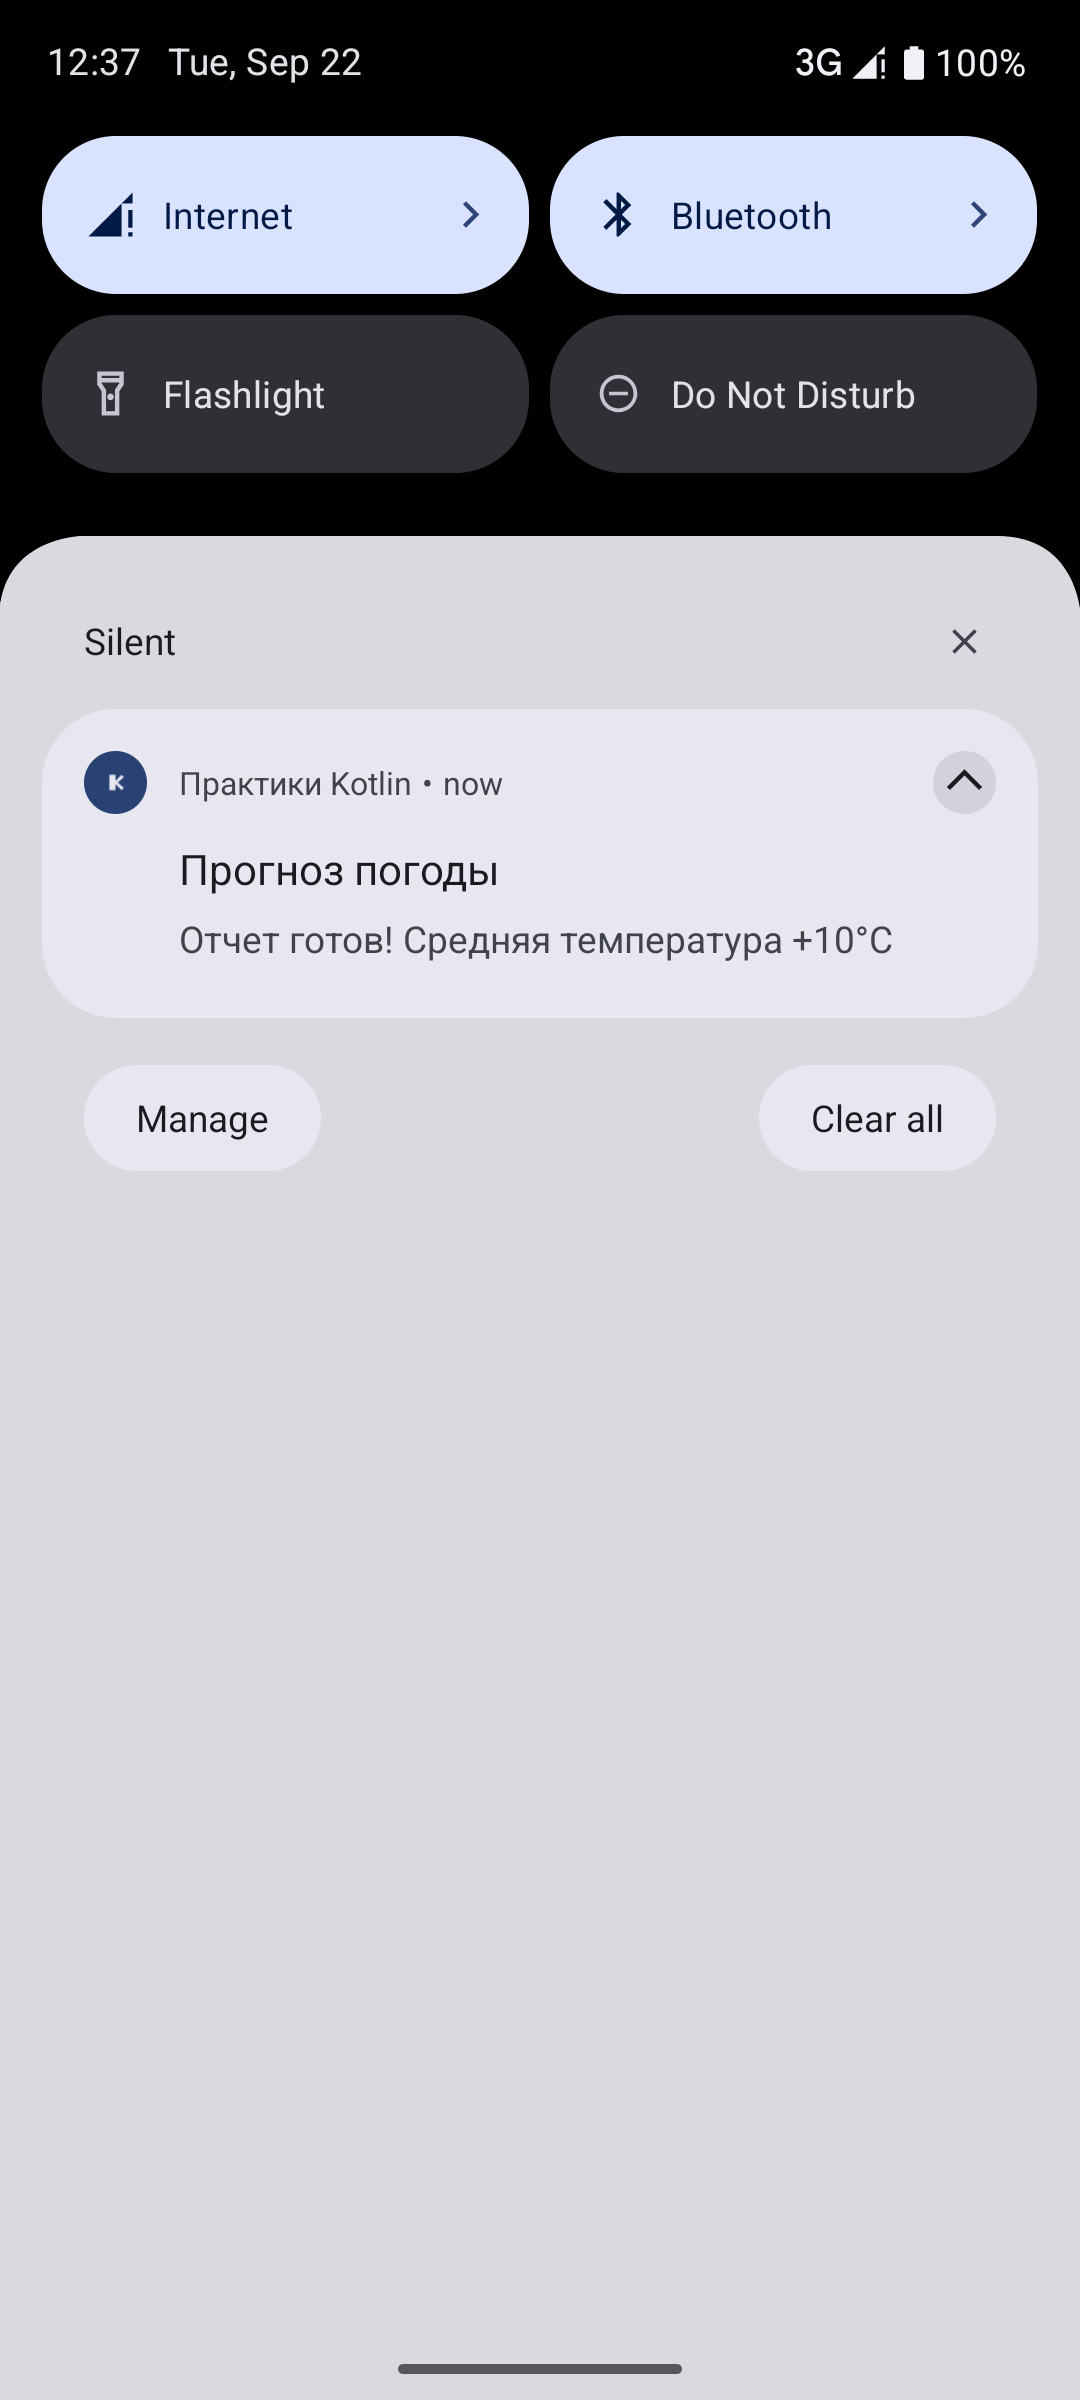 12:37 Tue, Sep 22 3G 100%
Internet
Bluetooth
Flashlight
Do Not Disturb
Silent
K
Практики Kotlin • now
Прогноз погоды
Отчет готов! Средняя температура +10°C
Manage
Clear all